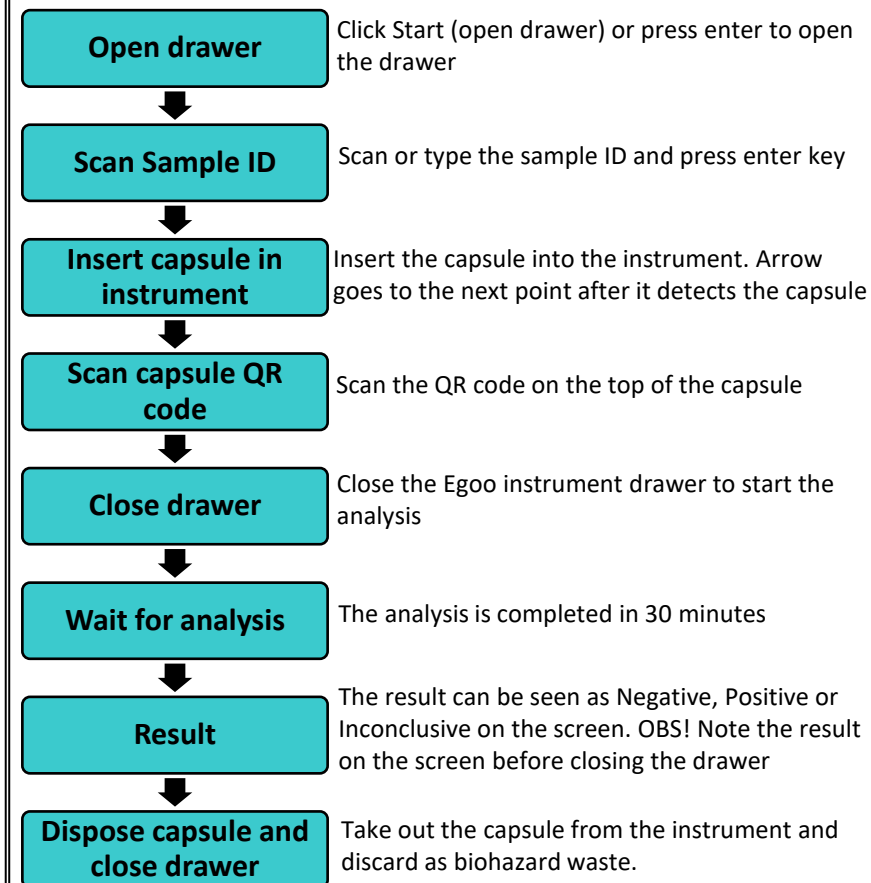 Open drawer
Click Start (open drawer) or press enter to open
the drawer
Scan Sample ID
Scan or type the sample ID and press enter key
Insert capsule in
instrument
Insert the capsule into the instrument. Arrow
goes to the next point after it detects the capsule
Scan capsule QR
code
Scan the QR code on the top of the capsule
Close drawer
Close the Egoo instrument drawer to start the
analysis
Wait for analysis
The analysis is completed in 30 minutes
Result
The result can be seen as Negative, Positive or
Inconclusive on the screen. OBS! Note the result
on the screen before closing the drawer
Dispose capsule and
close drawer
Take out the capsule from the instrument and
discard as biohazard waste.